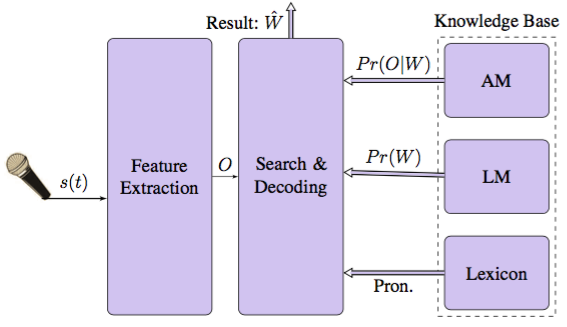 Result: Ŵ
Knowledge Base
Pr(O|W)
AM
s(t)
Feature
Extraction
O
Search &
Decoding
Pr(W)
LM
Pron.
Lexicon